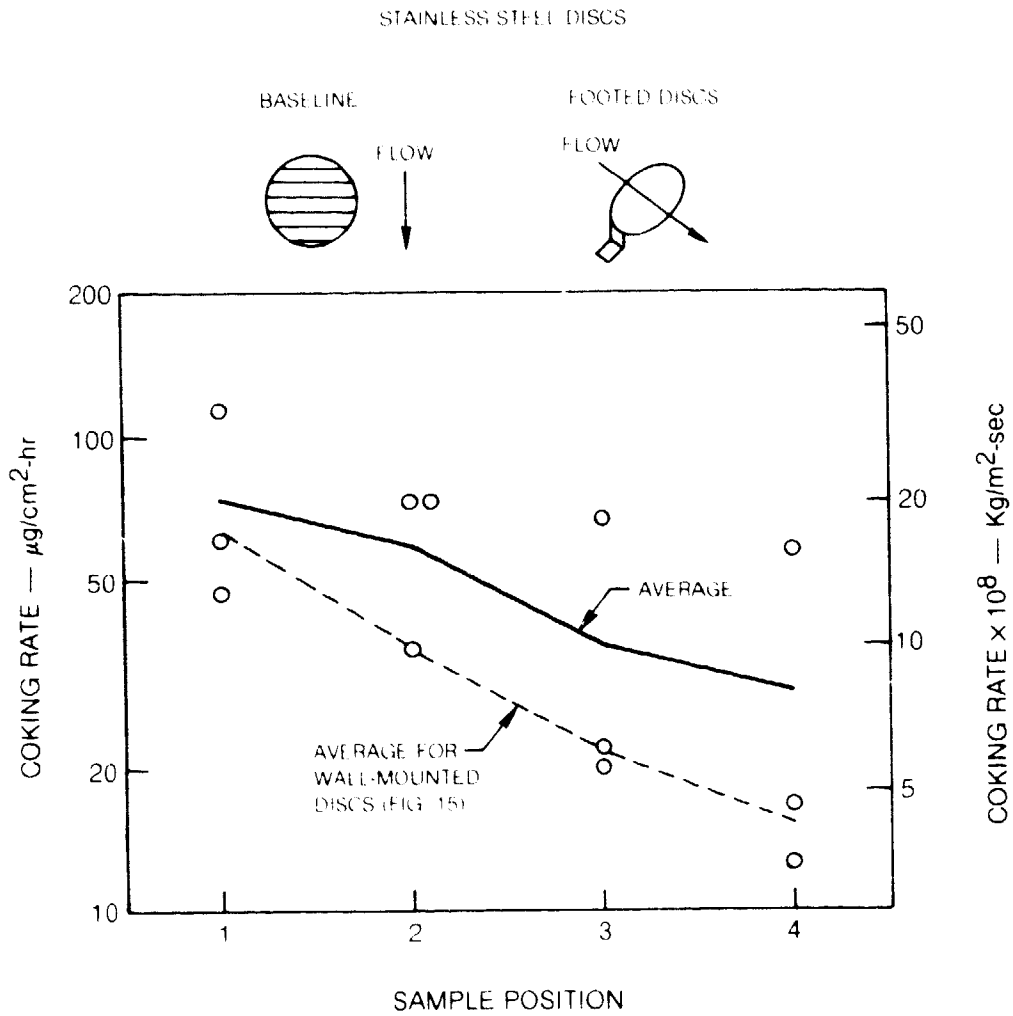 STAINLESS STEEL DISCS
BASELINE
FOOTED DISCS
FLOW
FLOW
200
100
50
20
10
50
20
10
5
COKING RATE — µg/cm²-hr
COKING RATE x 10⁸ — Kg/m²-sec
AVERAGE
AVERAGE FOR
WALL-MOUNTED
DISCS (FIG. 15)
1
2
3
4
SAMPLE POSITION